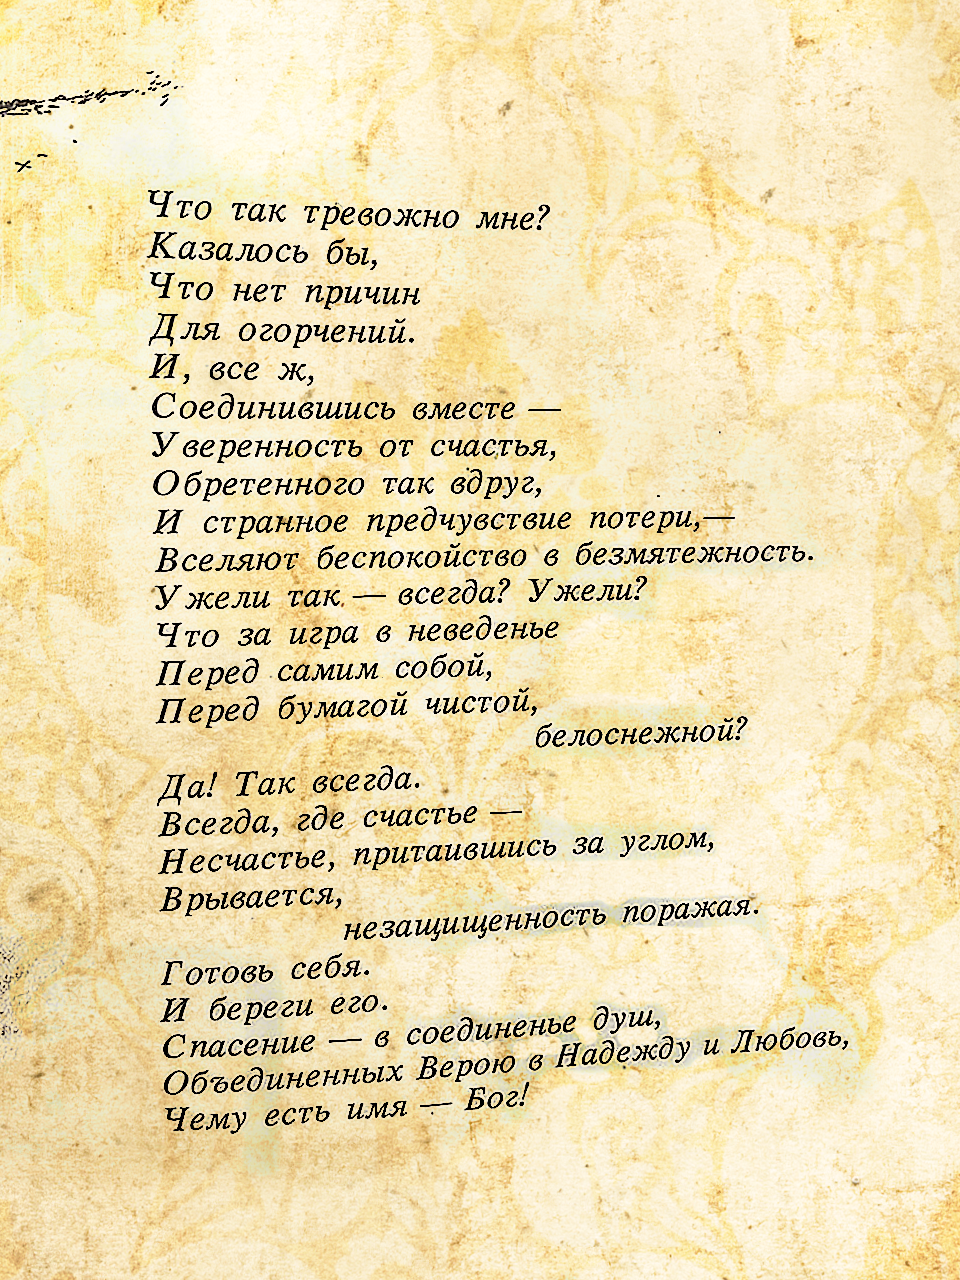 Что так тревожно мне?
Казалось бы,
Что нет причин
Для огорчений.
И, все ж,
Соединившись вместе —
Уверенность от счастья,
Обретенного так вдруг,
И странное предчувствие потери,—
Вселяют беспокойство в безмятежность.
Ужели так — всегда? Ужели?
Что за игра в неведенье
Перед самим собой,
Перед бумагой чистой,
белоснежной?
Да! Так всегда.
Всегда, где счастье —
Несчастье, притаившись за углом,
Врывается,
незащищенность поражая.
Готовь себя.
И береги его.
Спасение — в соединенье душ,
Объединенных Верою в Надежду и Любовь,
Чему есть имя — Бог!